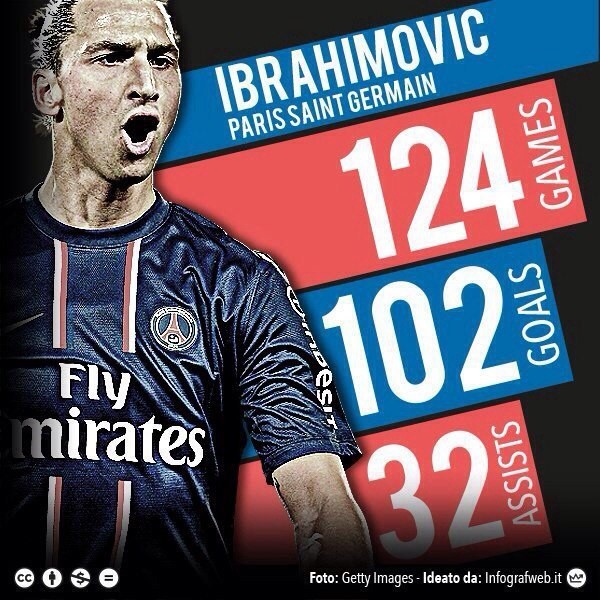 IBRAHIMOVIC
PARIS SAINT GERMAIN
124
GAMES
102
GOALS
32
ASSISTS
Fly
mirates
Foto: Getty Images - Ideato da: Infografweb.it
cc